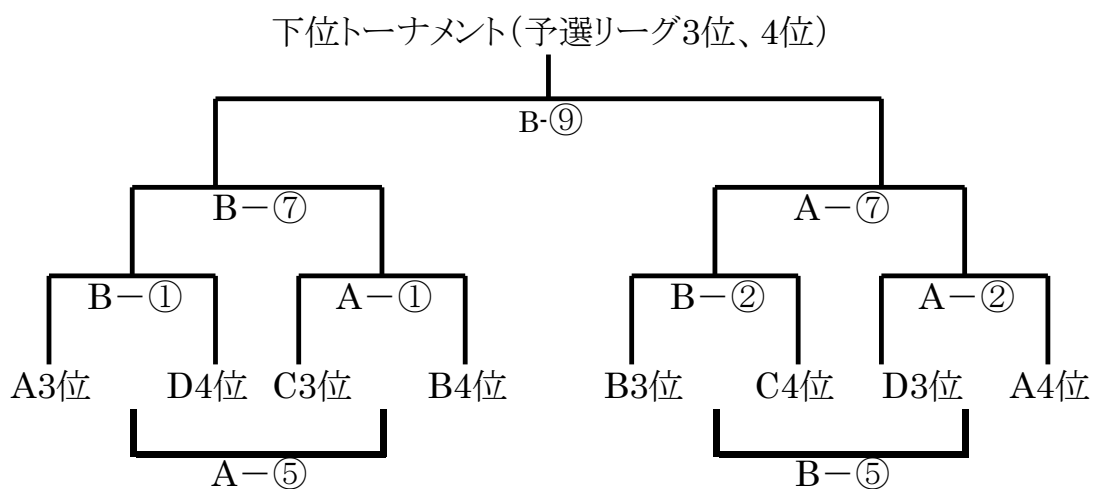 下位トーナメント（予選リーグ3位、4位）
B-⑨
B－⑦ A－⑦
B－① A－① B－② A－②
A3位 D4位 C3位 B4位 B3位 C4位 D3位 A4位
A－⑤ B－⑤